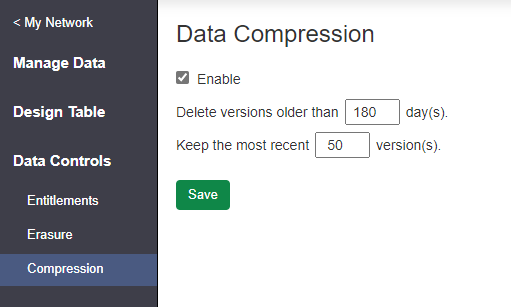 < My Network
Manage Data
Design Table
Data Controls
Entitlements
Erasure
Compression
Data Compression
Enable
Delete versions older than 180 day(s).
Keep the most recent 50 version(s).
Save